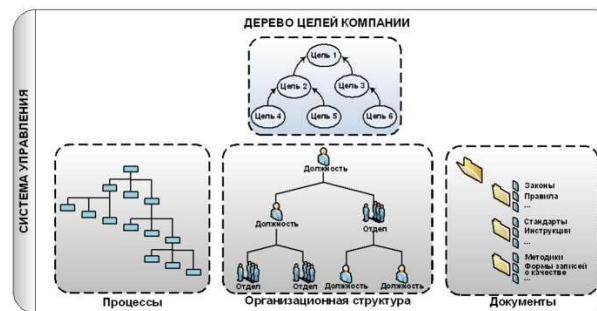 СИСТЕМА УПРАВЛЕНИЯ
ДЕРЕВО ЦЕЛЕЙ КОМПАНИИ
Цель 1
Цель 2
Цель 3
Цель 4
Цель 5
Цель 6
Процессы
Должность
Должность
Отдел
Отдел
Отдел
Должность
Должность
Организационная структура
Законы
Правила
...
Стандарты
Инструкции
...
Методики
Формы записей
о качестве
...
Документы